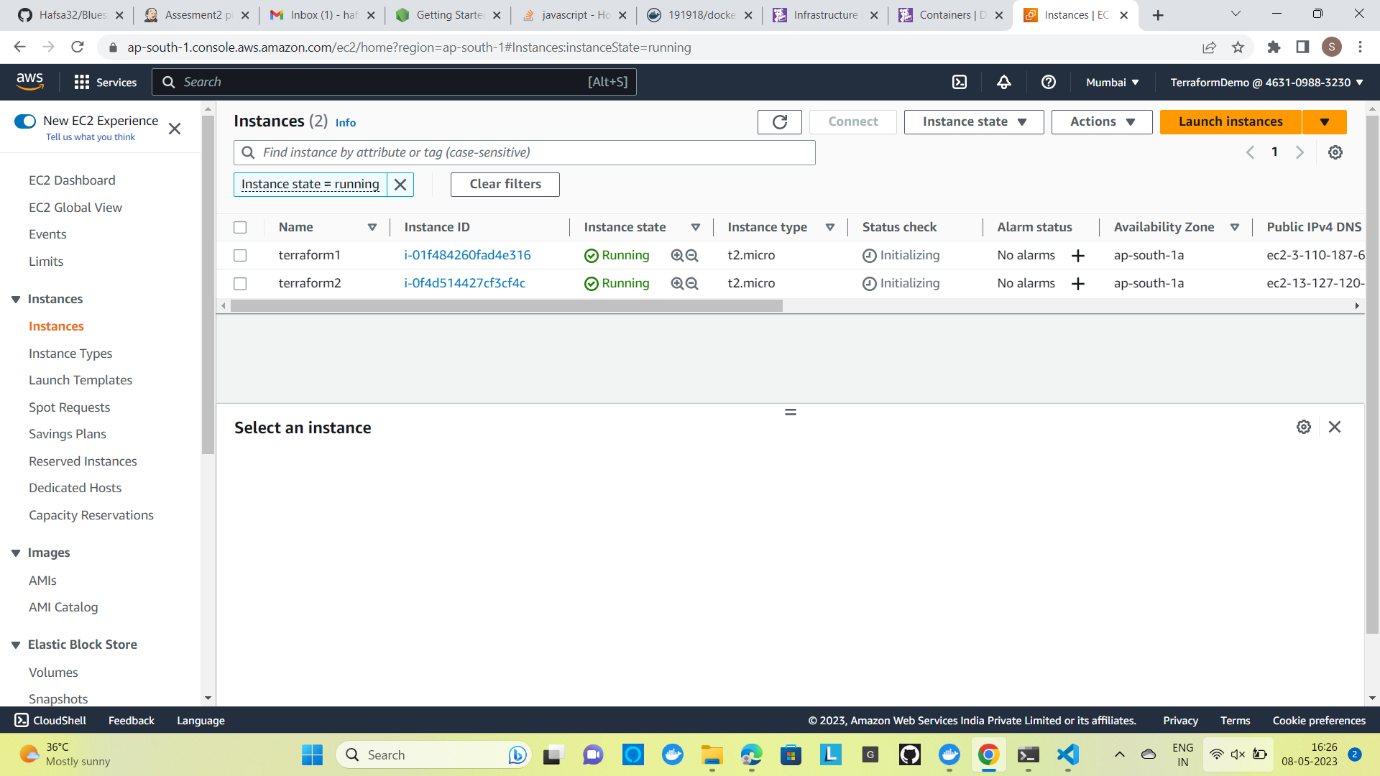 Hafsa32/Blues
Assesment2 pi
Inbox (1) - haf
Getting Starte
javascript - Ho
191918/docke
Infrastructure
Containers | D
Instances | EC
ap-south-1.console.aws.amazon.com/ec2/home?region=ap-south-1#Instances:instanceState=running
S
aws
Services
Search
[Alt+S]
Mumbai
TerraformDemo @ 4631-0988-3230
New EC2 Experience
Tell us what you think
EC2 Dashboard
EC2 Global View
Events
Limits
Instances
Instances
Instance Types
Launch Templates
Spot Requests
Savings Plans
Reserved Instances
Dedicated Hosts
Capacity Reservations
Images
AMIs
AMI Catalog
Elastic Block Store
Volumes
Snapshots
Instances (2) Info
Connect
Instance state
Actions
Launch instances
Find instance by attribute or tag (case-sensitive)
1
Instance state = running
Clear filters
Name Instance ID Instance state Instance type Status check Alarm status Availability Zone Public IPv4 DNS
terraform1 i-01f484260fad4e316 Running t2.micro Initializing No alarms + ap-south-1a ec2-3-110-187-6
terraform2 i-0f4d514427cf3cf4c Running t2.micro Initializing No alarms + ap-south-1a ec2-13-127-120-
Select an instance
CloudShell Feedback Language
© 2023, Amazon Web Services India Private Limited or its affiliates. Privacy Terms Cookie preferences
36°C
Mostly sunny
Search
L
G
ENG
IN
16:26
08-05-2023
2